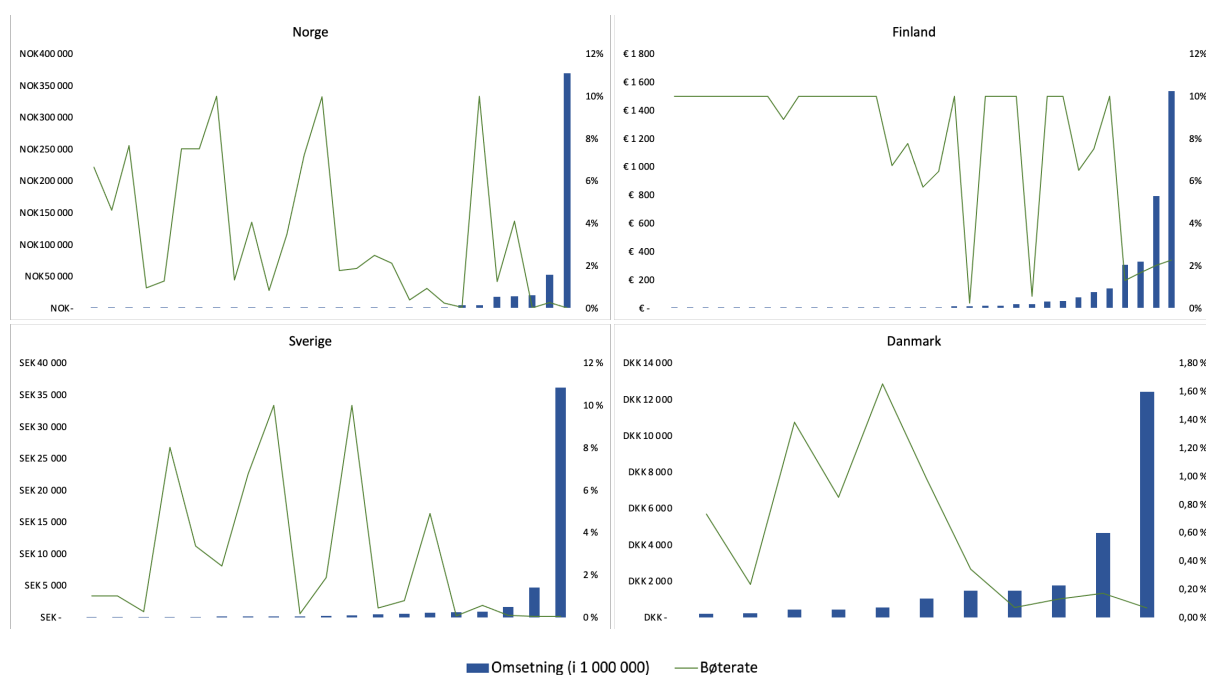 Norge
NOK400 000
NOK350 000
NOK300 000
NOK250 000
NOK200 000
NOK150 000
NOK100 000
NOK50 000
NOK-
12%
10%
8%
6%
4%
2%
0%
Finland
€ 1 800
€ 1 600
€ 1 400
€ 1 200
€ 1 000
€ 800
€ 600
€ 400
€ 200
€ -
12%
10%
8%
6%
4%
2%
0%
Sverige
SEK 40 000
SEK 35 000
SEK 30 000
SEK 25 000
SEK 20 000
SEK 15 000
SEK 10 000
SEK 5 000
SEK -
12 %
10 %
8 %
6 %
4 %
2 %
0 %
Danmark
DKK 14 000
DKK 12 000
DKK 10 000
DKK 8 000
DKK 6 000
DKK 4 000
DKK 2 000
DKK -
1,80 %
1,60 %
1,40 %
1,20 %
1,00 %
0,80 %
0,60 %
0,40 %
0,20 %
0,00 %
Omsetning (i 1 000 000)
Bøterate